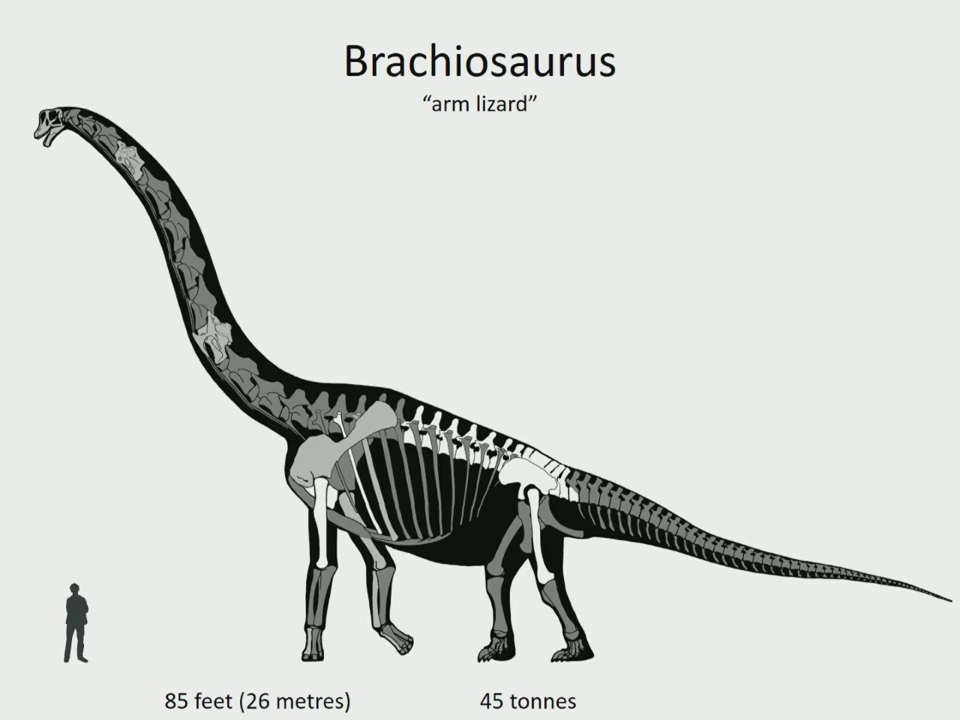 Brachiosaurus
“arm lizard”
85 feet (26 metres) 45 tonnes